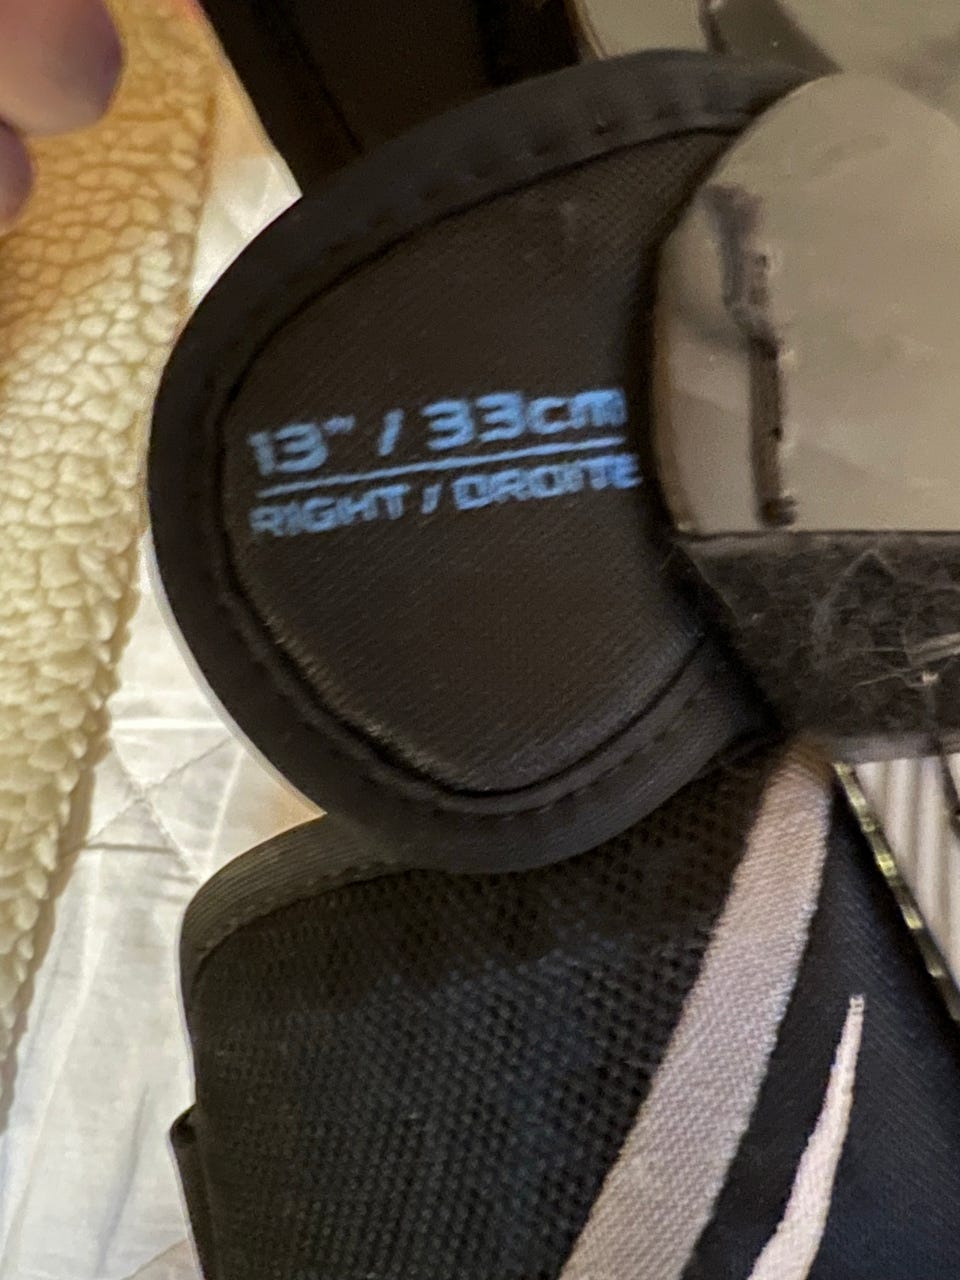 13" / 33cm
RIGHT / DROITE